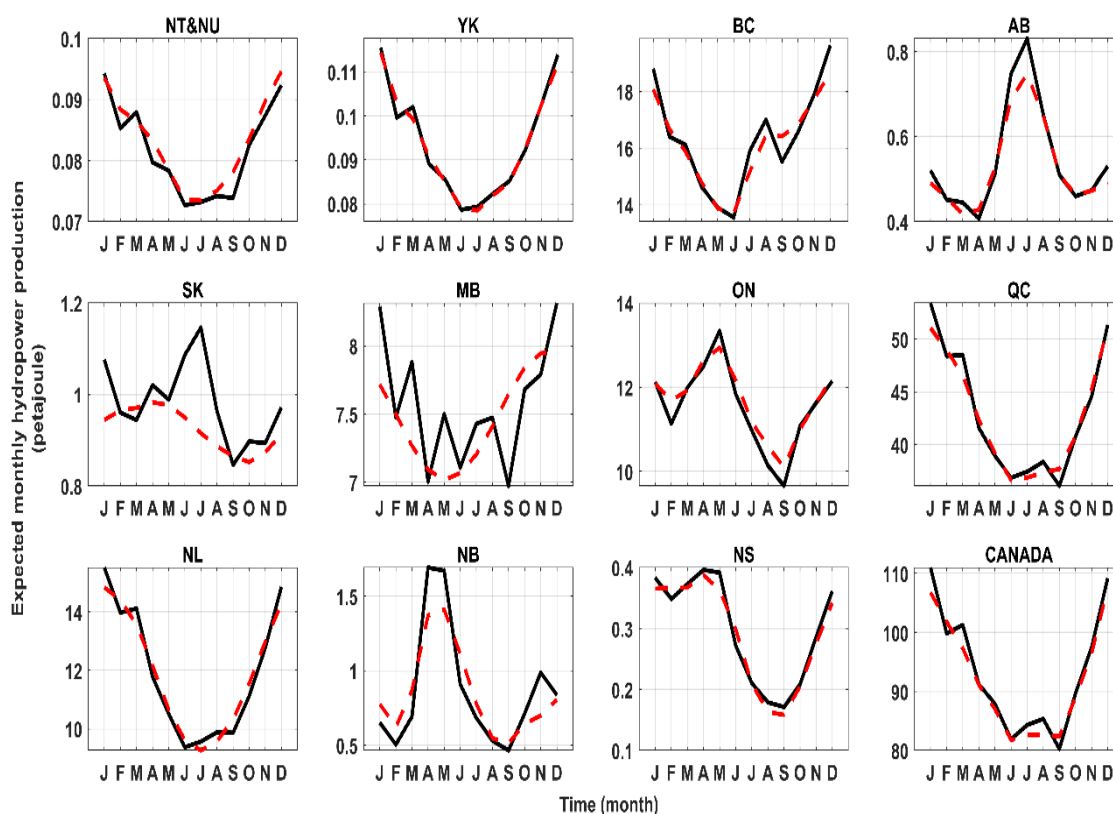 Expected monthly hydropower production
(petajoule)
NT&NU
0.1
0.09
0.08
0.07
J F M A M J J A S O N D
YK
0.11
0.1
0.09
0.08
J F M A M J J A S O N D
BC
18
16
14
J F M A M J J A S O N D
AB
0.8
0.6
0.4
J F M A M J J A S O N D
SK
1.2
1
0.8
J F M A M J J A S O N D
MB
8
7.5
7
J F M A M J J A S O N D
ON
14
12
10
J F M A M J J A S O N D
QC
50
45
40
J F M A M J J A S O N D
NL
14
12
10
J F M A M J J A S O N D
NB
1.5
1
0.5
J F M A M J J A S O N D
NS
0.4
0.3
0.2
0.1
J F M A M J J A S O N D
CANADA
110
100
90
80
J F M A M J J A S O N D
Time (month)